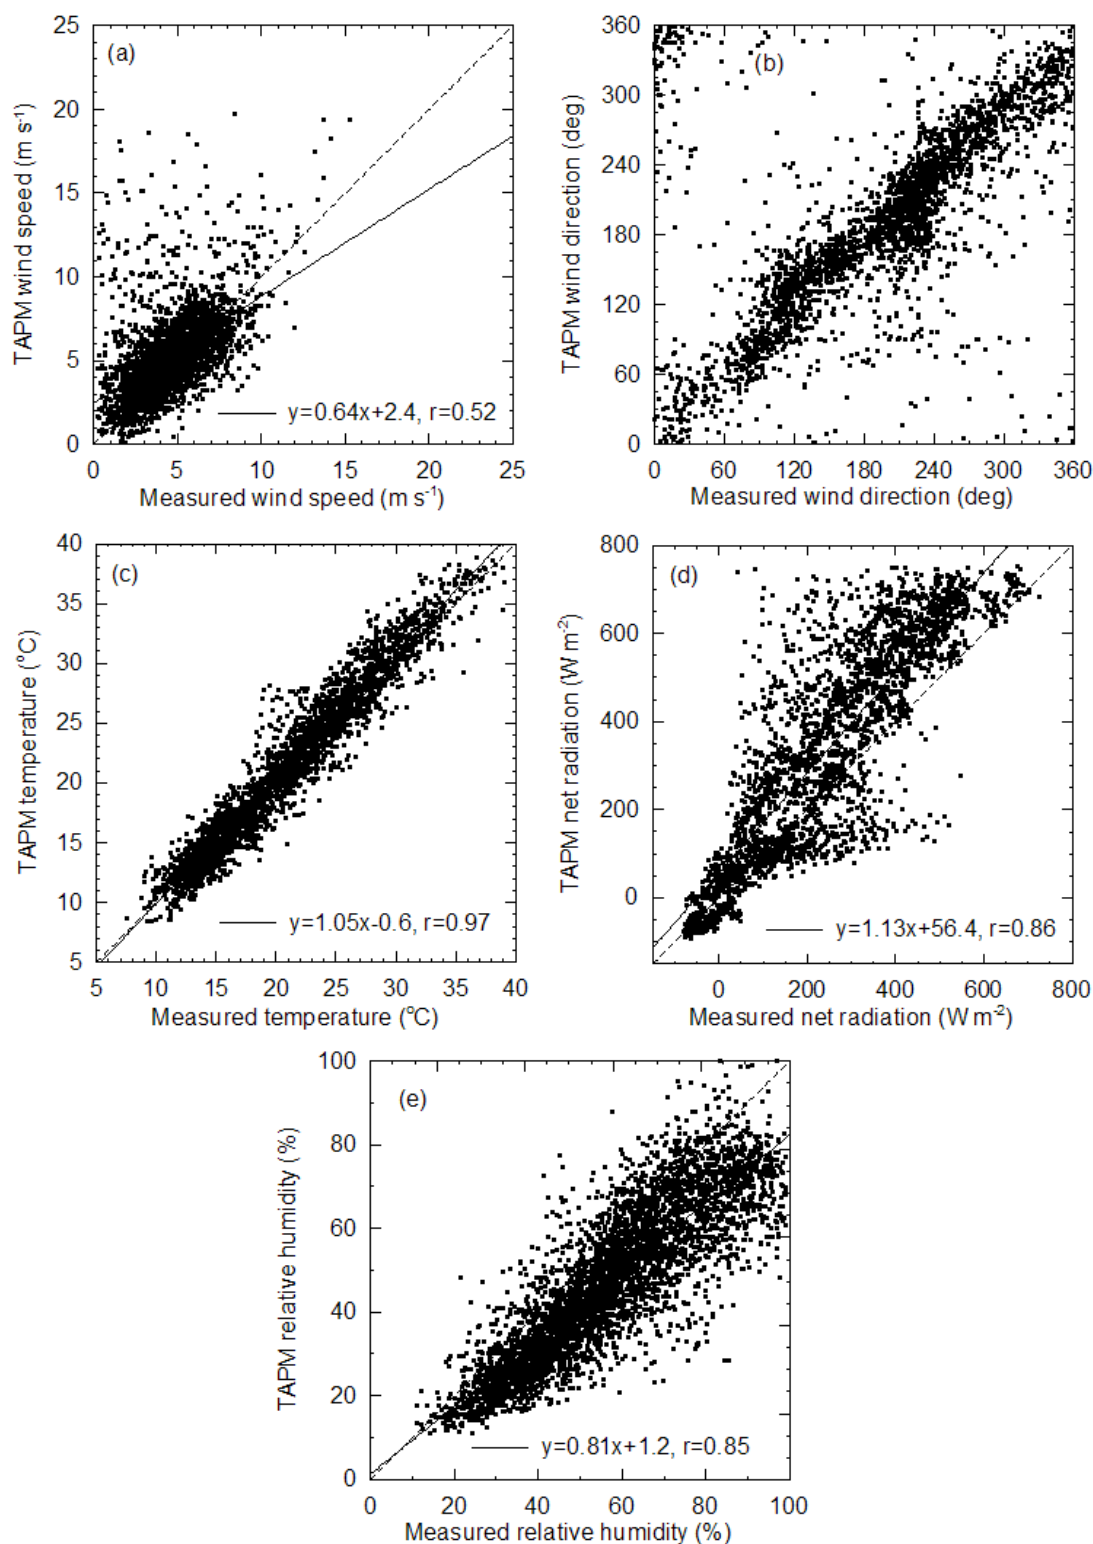 (a)
TAPM wind speed (m s-1)
25
20
15
10
5
0
y=0.64x+2.4, r=0.52
0 5 10 15 20 25
Measured wind speed (m s-1)
(b)
TAPM wind direction (deg)
360
300
240
180
120
60
0
0 60 120 180 240 300 360
Measured wind direction (deg)
(c)
TAPM temperature (°C)
40
35
30
25
20
15
10
5
y=1.05x-0.6, r=0.97
5 10 15 20 25 30 35 40
Measured temperature (°C)
(d)
TAPM net radiation (W m-2)
800
600
400
200
0
y=1.13x+56.4, r=0.86
0 200 400 600 800
Measured net radiation (W m-2)
(e)
TAPM relative humidity (%)
100
80
60
40
20
0
y=0.81x+1.2, r=0.85
0 20 40 60 80 100
Measured relative humidity (%)